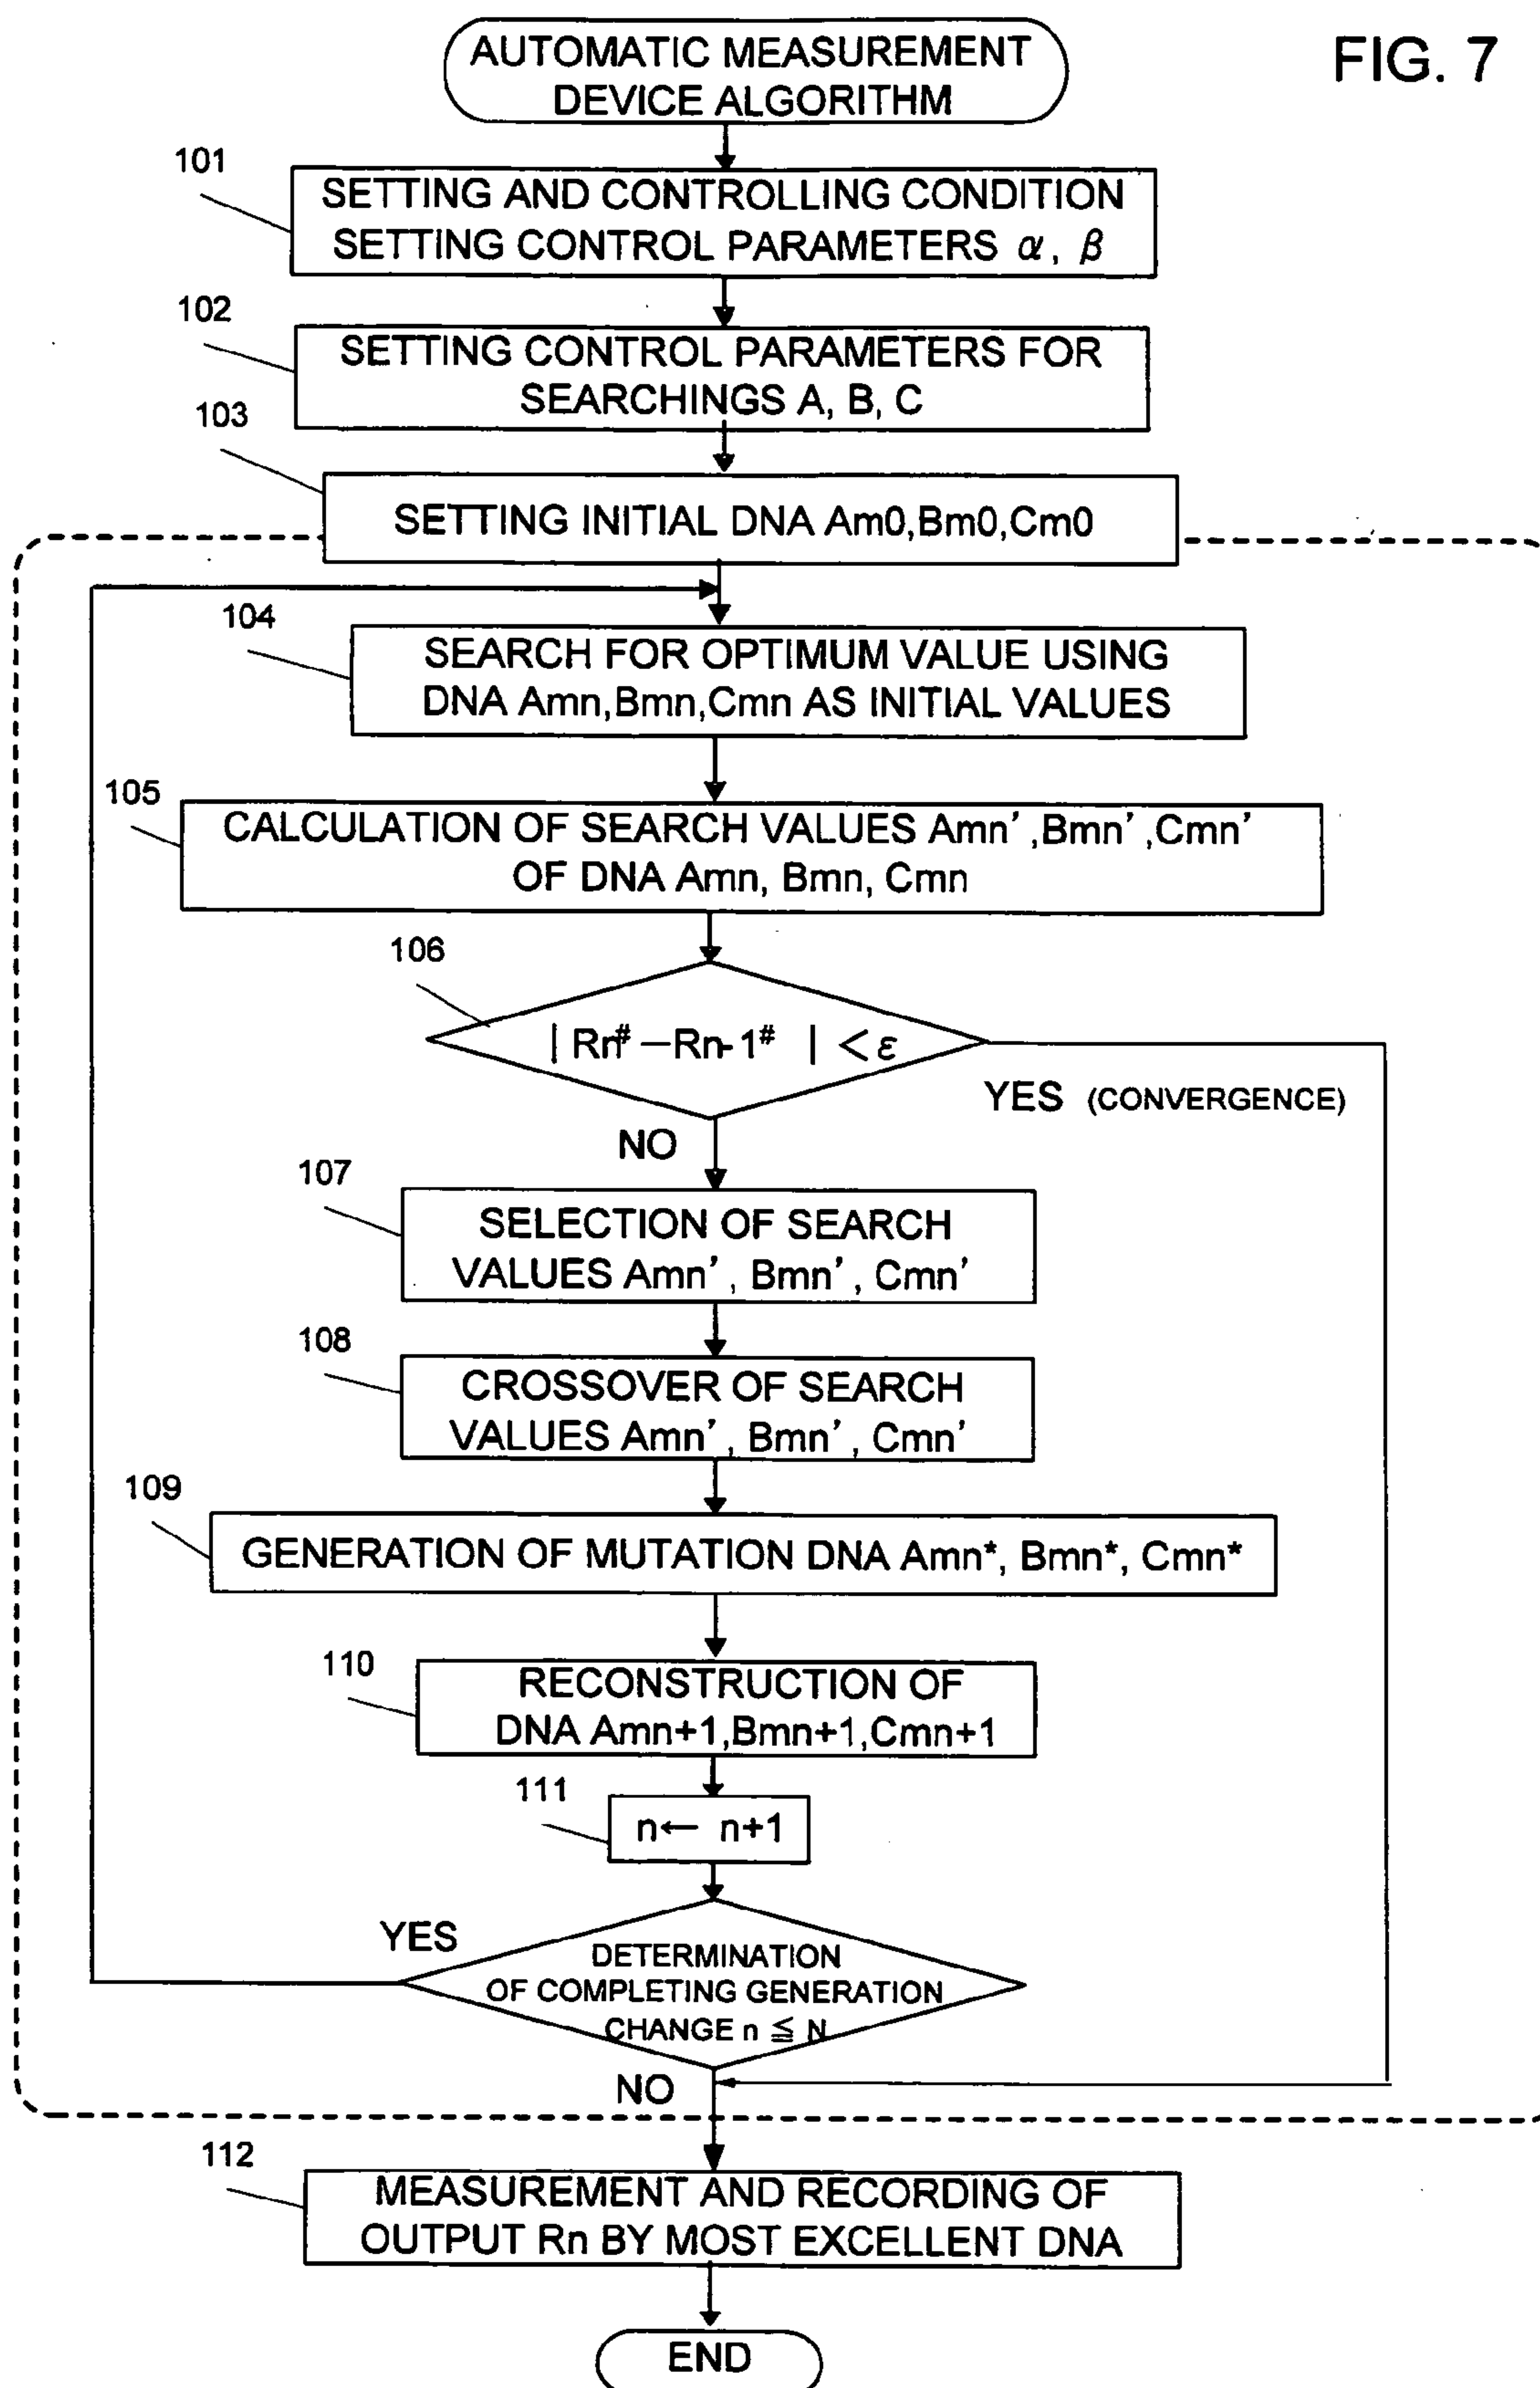 FIG. 7
AUTOMATIC MEASUREMENT
DEVICE ALGORITHM
101
SETTING AND CONTROLLING CONDITION
SETTING CONTROL PARAMETERS α, β
102
SETTING CONTROL PARAMETERS FOR
SEARCHINGS A, B, C
103
SETTING INITIAL DNA Am0,Bm0,Cm0
104
SEARCH FOR OPTIMUM VALUE USING
DNA Amn,Bmn,Cmn AS INITIAL VALUES
105
CALCULATION OF SEARCH VALUES Amn’,Bmn’,Cmn’
OF DNA Amn, Bmn, Cmn
106
| Rn# –Rn-1# | < ε
YES (CONVERGENCE)
NO
107
SELECTION OF SEARCH
VALUES Amn’, Bmn’, Cmn’
108
CROSSOVER OF SEARCH
VALUES Amn’, Bmn’, Cmn’
109
GENERATION OF MUTATION DNA Amn*, Bmn*, Cmn*
110
RECONSTRUCTION OF
DNA Amn+1,Bmn+1,Cmn+1
111
n← n+1
YES
DETERMINATION
OF COMPLETING GENERATION
CHANGE n ≦ N
NO
112
MEASUREMENT AND RECORDING OF
OUTPUT Rn BY MOST EXCELLENT DNA
END